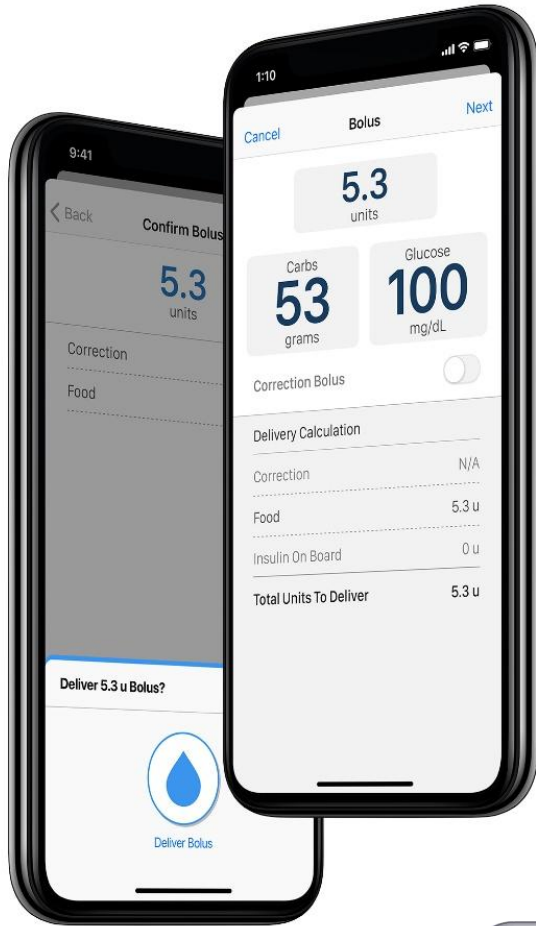 9:41
Back
Confirm Bolus
5.3
units
Correction
Food
Deliver 5.3 u Bolus?
Deliver Bolus
1:10
Cancel
Bolus
Next
5.3
units
Carbs
53
grams
Glucose
100
mg/dL
Correction Bolus
Delivery Calculation
Correction N/A
Food 5.3 u
Insulin On Board 0 u
Total Units To Deliver 5.3 u